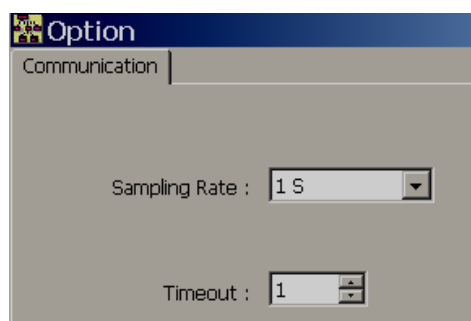 Option
Communication
Sampling Rate : 1 S
Timeout : 1